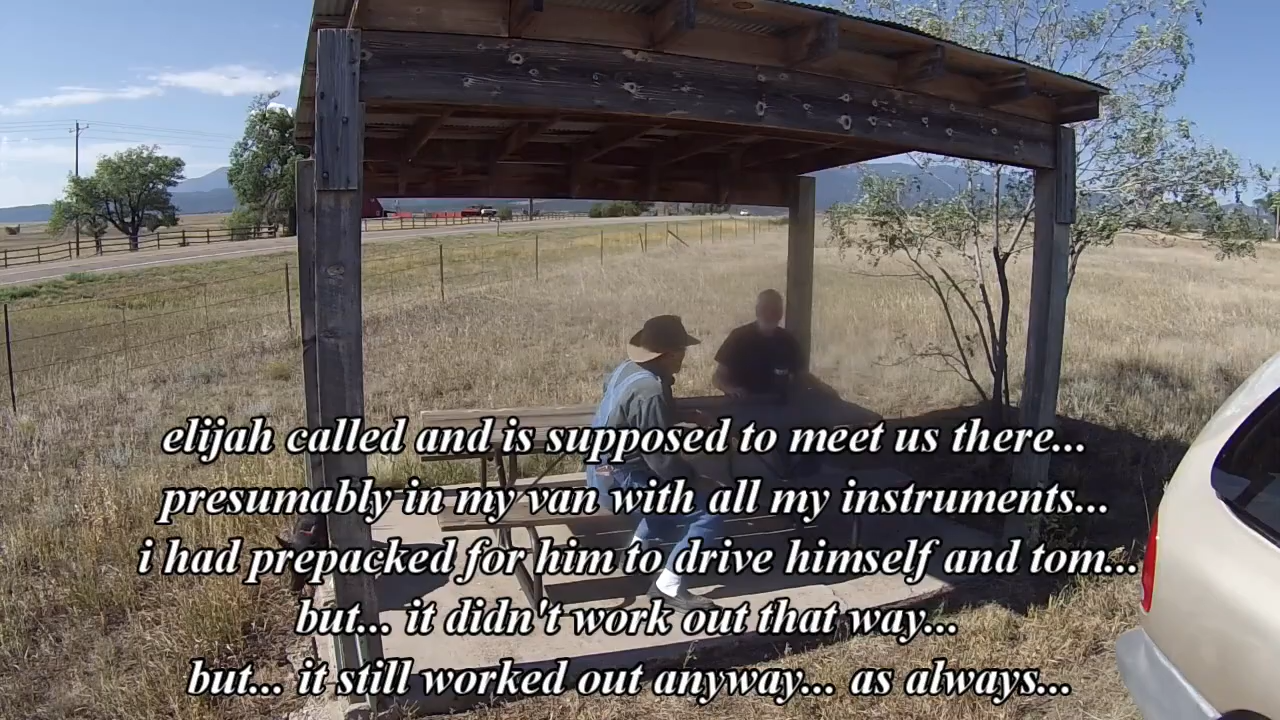 elijah called and is supposed to meet us there...
presumably in my van with all my instruments...
i had prepacked for him to drive himself and tom...
but... it didn't work out that way...
but... it still worked out anyway... as always...